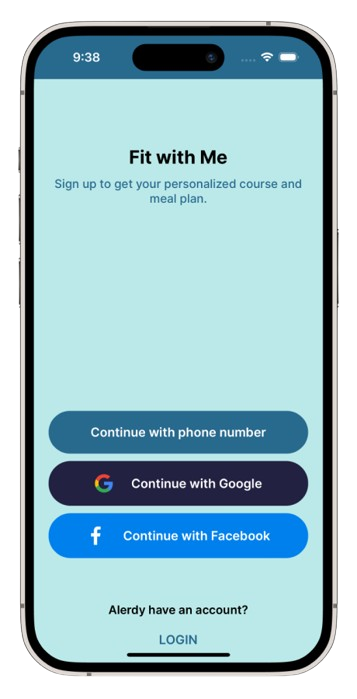 9:38
Fit with Me
Sign up to get your personalized course and
meal plan.
Continue with phone number
Continue with Google
Continue with Facebook
Alerdy have an account?
LOGIN